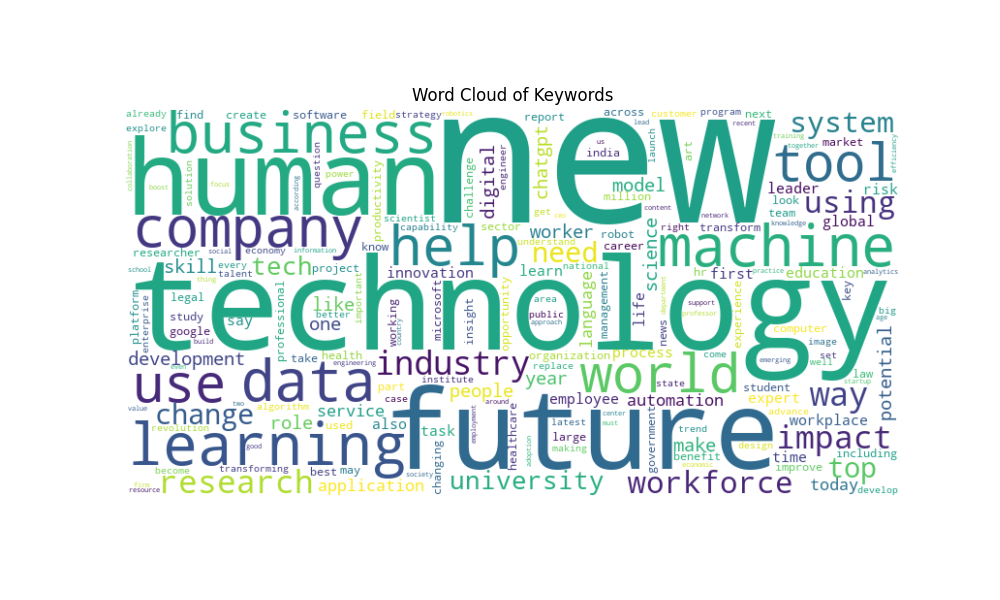 Word Cloud of Keywords
already find create software field strategy robotics report across customer program next
explore business new lead recent training system
human us india art together market efficiency
collaboration boost solution focus according question power productivity challenge digital engineer chatgpt launch tool
model leader look risk
million team using
company scientist capability sector get ceo content network right knowledge global
worker robot career transform
researcher social economy information know help understand need science machine
skill every talent tech project innovation learn national language hr first practice education analytics
school thing important opportunity area management life department support professor experience computer key big age
platform enterprise legal study google build say professional like better one working country microsoft insight public approach news image set
technology
development even take engineering health industry organization process come emerging well law potential
replace world state startup
use data institute people year student way
value two algorithm part case around employee automation expert advance
change service used also task employment healthcare latest center must government trend workplace
revolution role large make design impact including
learning good future adoption making benefit time
become transforming best may changing society economic improve top
firm resource research application university workforce today develop